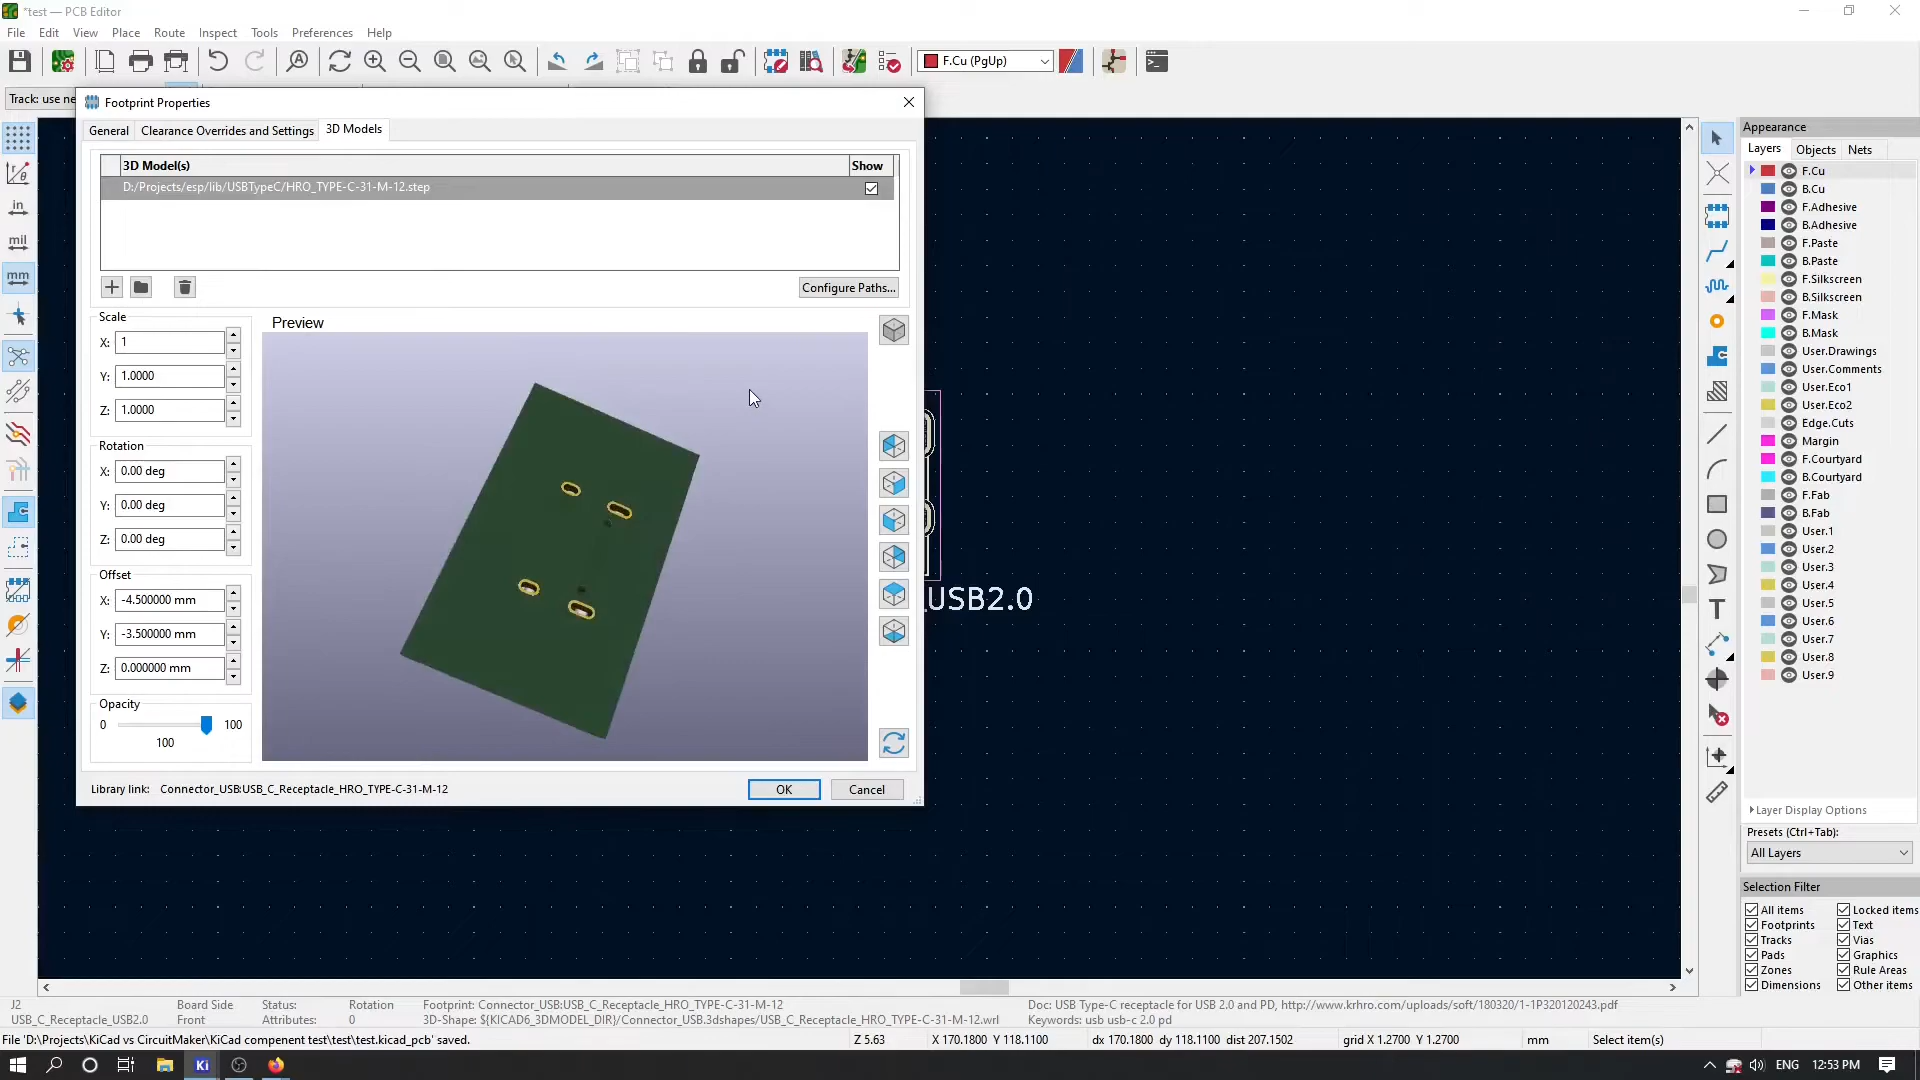 *test — PCB Editor
File Edit View Place Route Inspect Tools Preferences Help
F.Cu (PgUp)
Track: use ne
Footprint Properties
General Clearance Overrides and Settings 3D Models
3D Model(s) Show
D:/Projects/esp/lib/USBTypeC/HRO_TYPE-C-31-M-12.step
Configure Paths...
Scale
X: 1
Y: 1.0000
Z: 1.0000
Rotation
X: 0.00 deg
Y: 0.00 deg
Z: 0.00 deg
Offset
X: -4.500000 mm
Y: -3.500000 mm
Z: 0.000000 mm
Opacity
0 100
100
Preview
Library link: Connector_USB:USB_C_Receptacle_HRO_TYPE-C-31-M-12
OK Cancel
in
mil
mm
_USB2.0
Appearance
Layers Objects Nets
F.Cu
B.Cu
F.Adhesive
B.Adhesive
F.Paste
B.Paste
F.Silkscreen
B.Silkscreen
F.Mask
B.Mask
User.Drawings
User.Comments
User.Eco1
User.Eco2
Edge.Cuts
Margin
F.Courtyard
B.Courtyard
F.Fab
B.Fab
User.1
User.2
User.3
User.4
User.5
User.6
User.7
User.8
User.9
Layer Display Options
Presets (Ctrl+Tab):
All Layers
Selection Filter
All items Locked items
Footprints Text
Tracks Vias
Pads Graphics
Zones Rule Areas
Dimensions Other items
J2 Board Side Status: Rotation Footprint: Connector_USB:USB_C_Receptacle_HRO_TYPE-C-31-M-12 Doc: USB Type-C receptacle for USB 2.0 and PD, http://www.krhro.com/uploads/soft/180320/1-1P320120243.pdf
USB_C_Receptacle_USB2.0 Front Attributes: 0 3D-Shape: ${KICAD6_3DMODEL_DIR}/Connector_USB.3dshapes/USB_C_Receptacle_HRO_TYPE-C-31-M-12.wrl Keywords: usb usb-c 2.0 pd
File 'D:\Projects\KiCad vs CircuitMaker\KiCad compenent test\test\test.kicad_pcb' saved. Z 5.63 X 170.1800 Y 118.1100 dx 170.1800 dy 118.1100 dist 207.1502 grid X 1.2700 Y 1.2700 mm Select item(s)
Ki ENG 12:53 PM